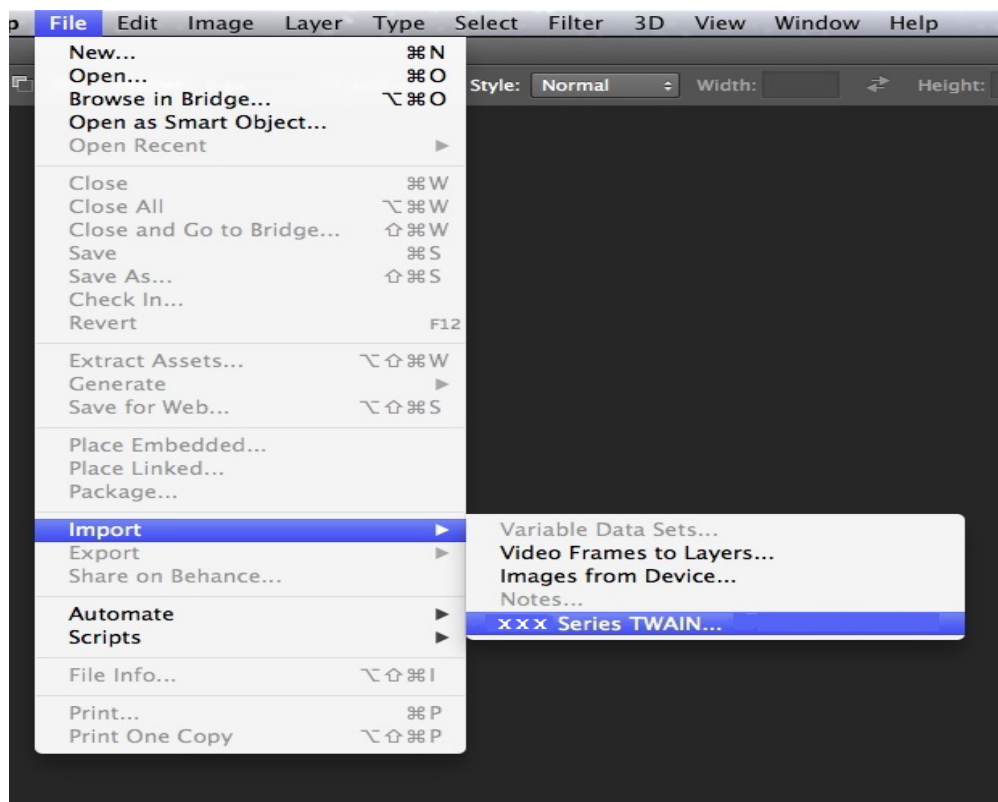 p File Edit Image Layer Type Select Filter 3D View Window Help
Style: Normal Width: Height:
New... ⌘N
Open... ⌘O
Browse in Bridge... ⌥⌘O
Open as Smart Object...
Open Recent ▶
Close ⌘W
Close All ⌥⌘W
Close and Go to Bridge... ⇧⌘W
Save ⌘S
Save As... ⇧⌘S
Check In...
Revert F12
Extract Assets... ⌥⇧⌘W
Generate ▶
Save for Web... ⌥⇧⌘S
Place Embedded...
Place Linked...
Package...
Import ▶
Export ▶
Share on Behance...
Automate ▶
Scripts ▶
File Info... ⌥⇧⌘I
Print... ⌘P
Print One Copy ⌥⇧⌘P
Variable Data Sets...
Video Frames to Layers...
Images from Device...
Notes...
xxx Series TWAIN...